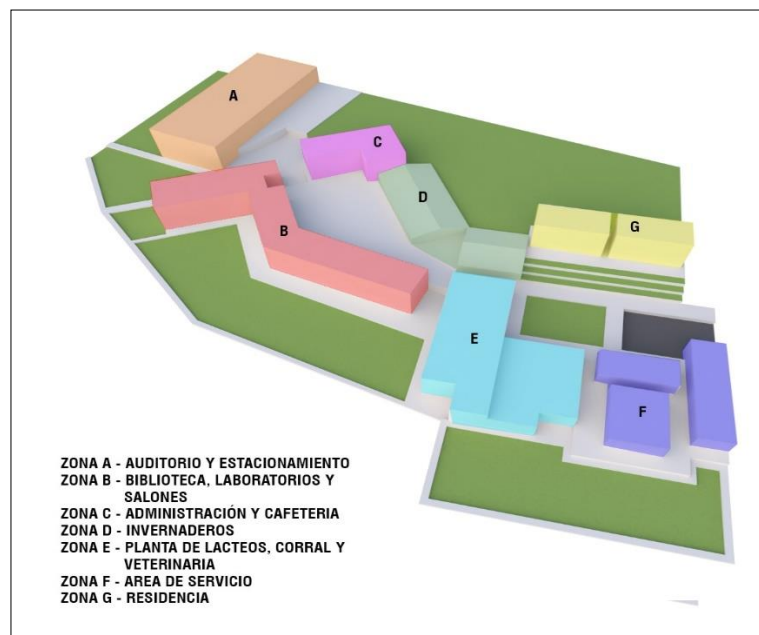 A
C
D
G
B
E
F
ZONA A - AUDITORIO Y ESTACIONAMIENTO
ZONA B - BIBLIOTECA, LABORATORIOS Y
SALONES
ZONA C - ADMINISTRACIÓN Y CAFETERIA
ZONA D - INVERNADEROS
ZONA E - PLANTA DE LACTEOS, CORRAL Y
VETERINARIA
ZONA F - AREA DE SERVICIO
ZONA G - RESIDENCIA